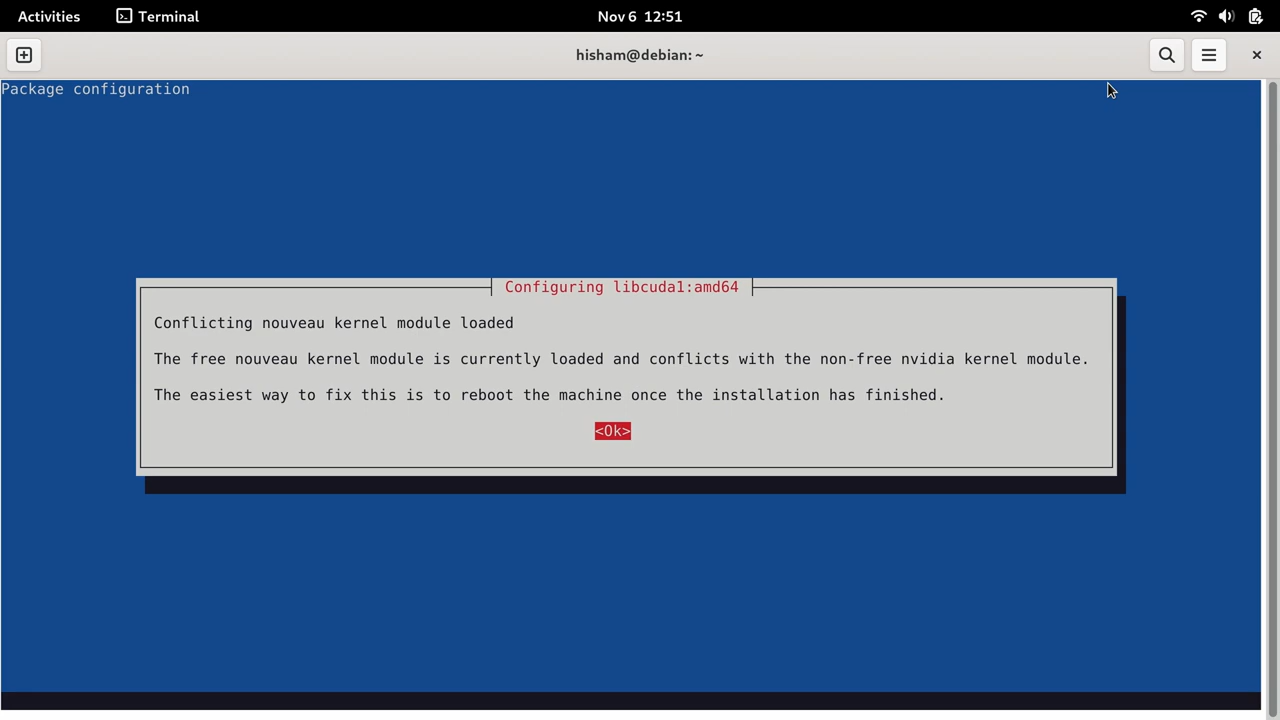 Activities
Terminal
Nov 6 12:51
hisham@debian: ~
Package configuration
Configuring libcuda1:amd64
Conflicting nouveau kernel module loaded
The free nouveau kernel module is currently loaded and conflicts with the non-free nvidia kernel module.
The easiest way to fix this is to reboot the machine once the installation has finished.
<Ok>